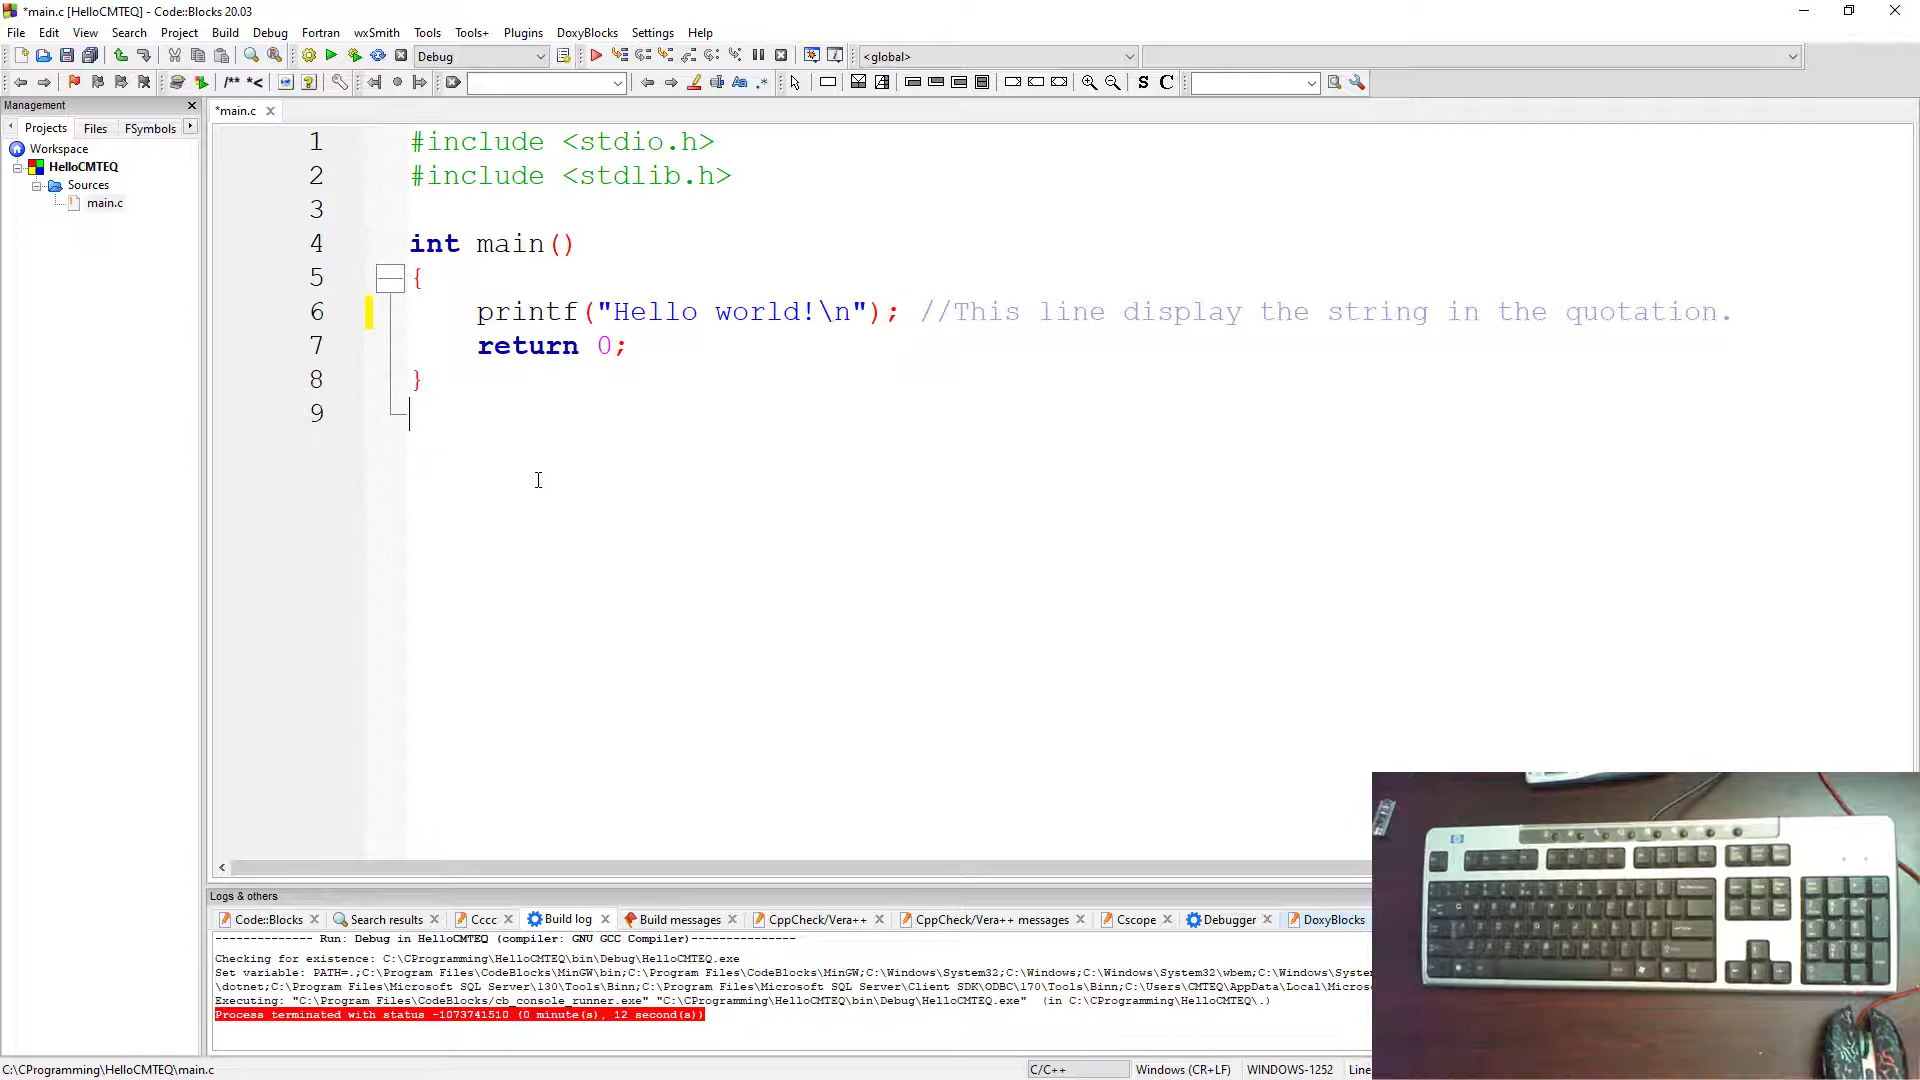 *main.c [HelloCMTEQ] - Code::Blocks 20.03
File Edit View Search Project Build Debug Fortran wxSmith Tools Tools+ Plugins DoxyBlocks Settings Help
Debug
<global>
/** *<
Aa .*
S C
Management
Projects Files FSymbols
Workspace
HelloCMTEQ
Sources
main.c
*main.c
1 #include <stdio.h>
2 #include <stdlib.h>
3
4 int main()
5 {
6 printf("Hello world!\n"); //This line display the string in the quotation.
7 return 0;
8 }
9
Logs & others
Code::Blocks Search results Cccc Build log Build messages CppCheck/Vera++ CppCheck/Vera++ messages Cscope Debugger DoxyBlocks
-------------- Run: Debug in HelloCMTEQ (compiler: GNU GCC Compiler)---------------
Checking for existence: C:\CProgramming\HelloCMTEQ\bin\Debug\HelloCMTEQ.exe
Set variable: PATH=.;C:\Program Files\CodeBlocks\MinGW\bin;C:\Program Files\CodeBlocks\MinGW;C:\Windows\System32;C:\Windows;C:\Windows\System32\wbem;C:\Windows\System
\dotnet;C:\Program Files\Microsoft SQL Server\130\Tools\Binn;C:\Program Files\Microsoft SQL Server\Client SDK\ODBC\170\Tools\Binn;C:\Users\CMTEQ\AppData\Local\Micros
Executing: "C:\Program Files\CodeBlocks/cb_console_runner.exe" "C:\CProgramming\HelloCMTEQ\bin\Debug\HelloCMTEQ.exe" (in C:\CProgramming\HelloCMTEQ\.)
Process terminated with status -1073741510 (0 minute(s), 12 second(s))
C:\CProgramming\HelloCMTEQ\main.c
C/C++
Windows (CR+LF)
WINDOWS-1252
Line
hp